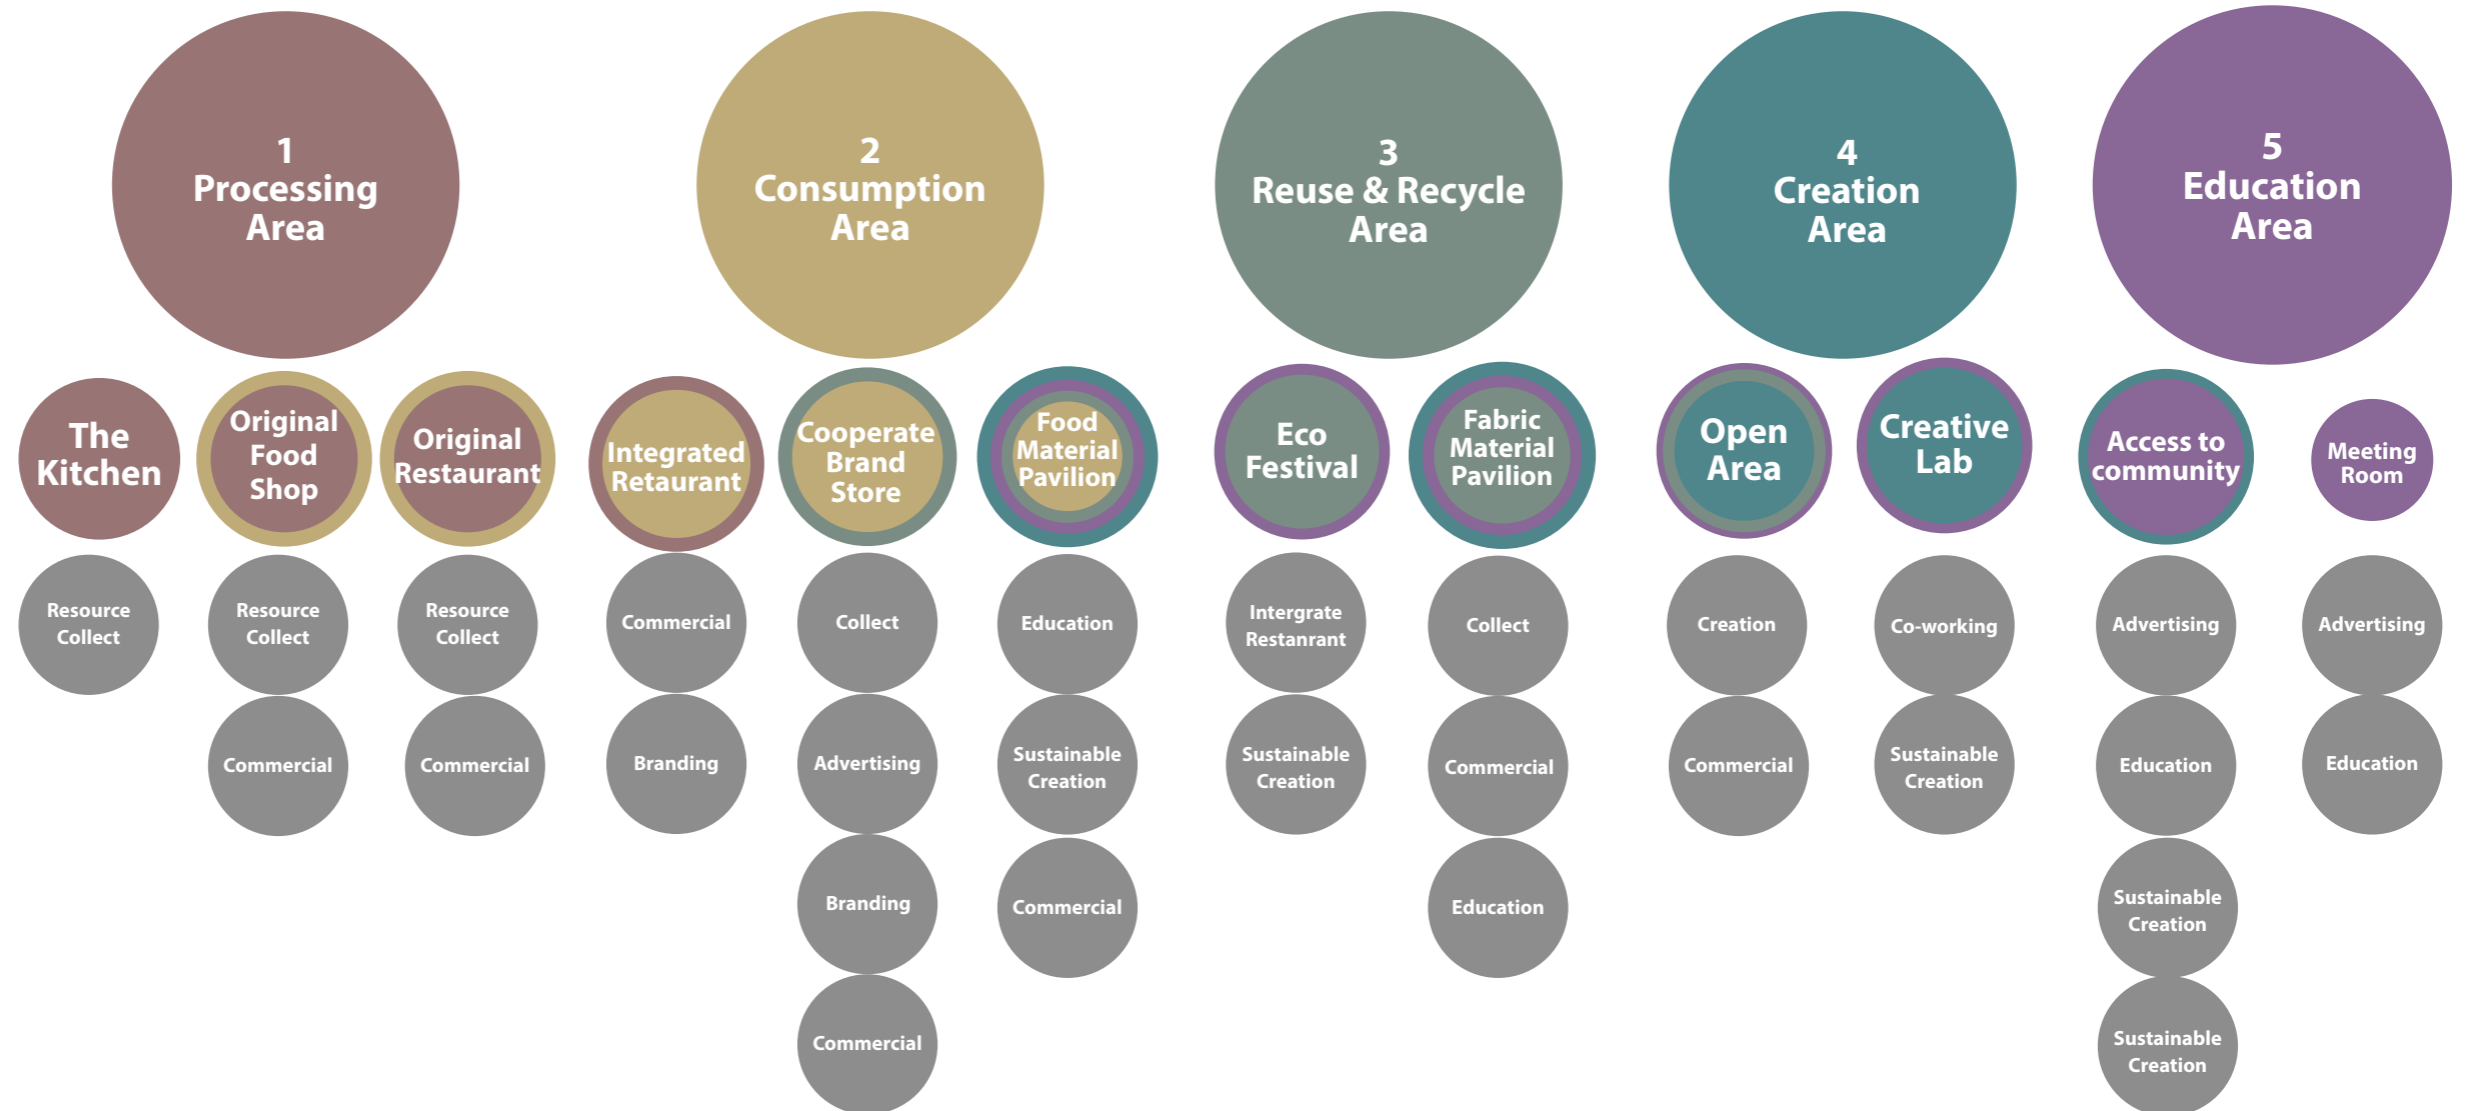 1
Processing
Area
2
Consumption
Area
3
Reuse & Recycle
Area
4
Creation
Area
5
Education
Area
The
Kitchen
Original
Food
Shop
Original
Restaurant
Integrated
Retaurant
Cooperate
Brand
Store
Food
Material
Pavilion
Eco
Festival
Fabric
Material
Pavilion
Open
Area
Creative
Lab
Access to
community
Meeting
Room
Resource
Collect
Resource
Collect
Resource
Collect
Commercial
Collect
Education
Intergrate
Restanrant
Collect
Creation
Co-working
Advertising
Advertising
Commercial
Commercial
Branding
Advertising
Sustainable
Creation
Sustainable
Creation
Commercial
Commercial
Sustainable
Creation
Education
Education
Branding
Commercial
Education
Sustainable
Creation
Commercial
Sustainable
Creation